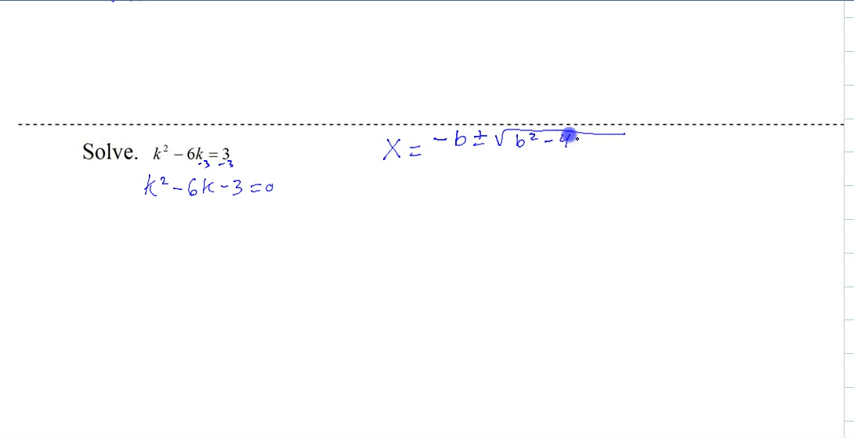 Solve. k² − 6k = 3
-3 -3
k² − 6k − 3 = 0
X = −b ± √b² − 4